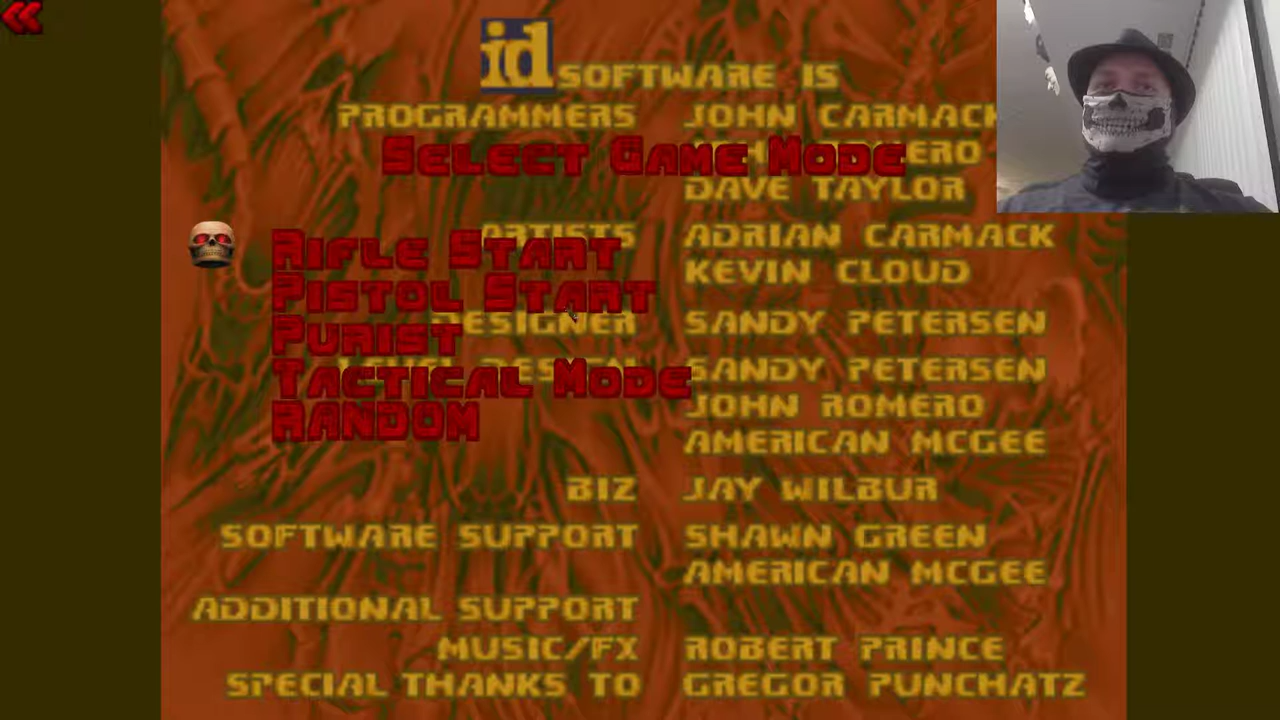 id SOFTWARE IS
PROGRAMMERS JOHN CARMACK
SELECT GAME MODE
DAVE TAYLOR
ARTISTS ADRIAN CARMACK
RIFLE START
KEVIN CLOUD
PISTOL START
DESIGNER SANDY PETERSEN
PURIST
SANDY PETERSEN
TACTICAL MODE
JOHN ROMERO
RANDOM
AMERICAN MCGEE
BIZ JAY WILBUR
SOFTWARE SUPPORT SHAWN GREEN
AMERICAN MCGEE
ADDITIONAL SUPPORT
MUSIC/FX ROBERT PRINCE
SPECIAL THANKS TO GREGOR PUNCHATZ